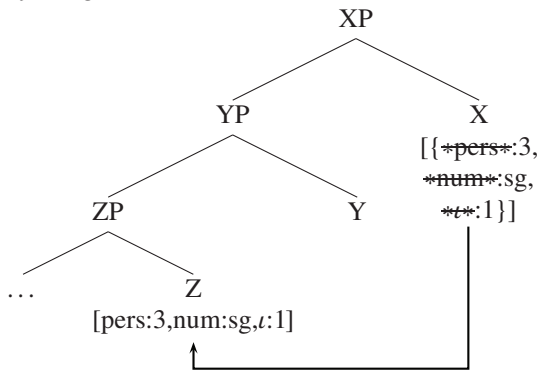 XP
YP X
[{∗pers∗:3,
∗num∗:sg,
∗ι∗:1}]
ZP Y
... Z
[pers:3,num:sg,ι:1]